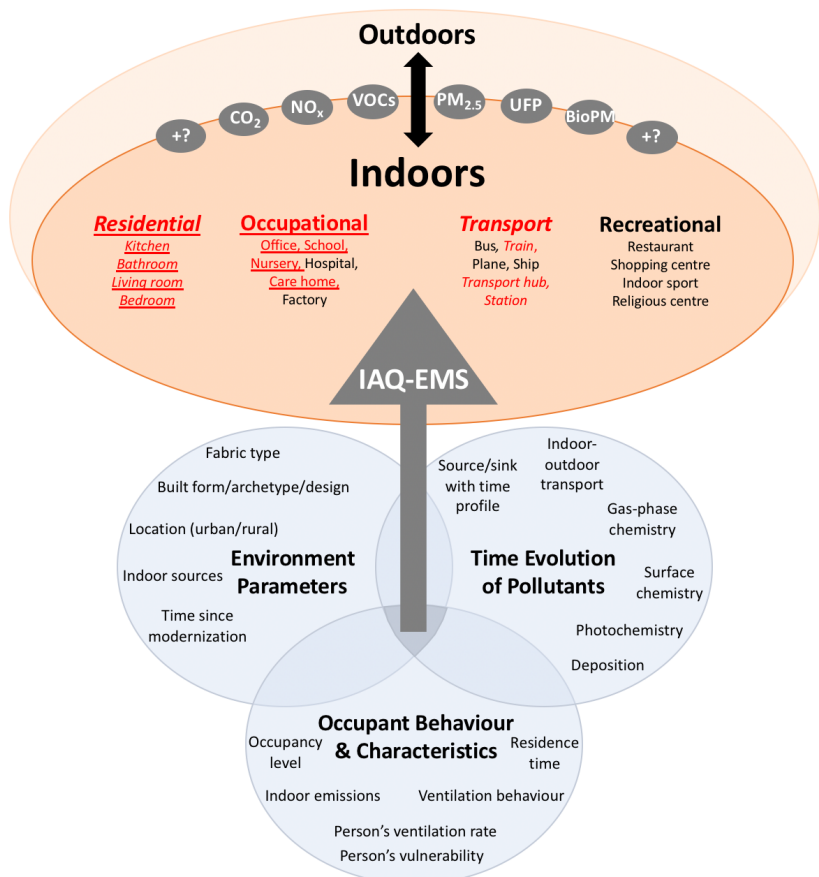 Outdoors
+?
CO2
NOx
VOCs
PM2.5
UFP
BioPM
+?
Indoors
Residential
Kitchen
Bathroom
Living room
Bedroom
Occupational
Office, School,
Nursery, Hospital,
Care home,
Factory
Transport
Bus, Train,
Plane, Ship
Transport hub,
Station
Recreational
Restaurant
Shopping centre
Indoor sport
Religious centre
IAQ-EMS
Fabric type
Built form/archetype/design
Location (urban/rural)
Environment
Parameters
Indoor sources
Time since
modernization
Source/sink
with time
profile
Indoor-
outdoor
transport
Gas-phase
chemistry
Time Evolution
of Pollutants
Surface
chemistry
Photochemistry
Deposition
Occupant Behaviour
& Characteristics
Occupancy
level
Residence
time
Indoor emissions
Ventilation behaviour
Person’s ventilation rate
Person’s vulnerability